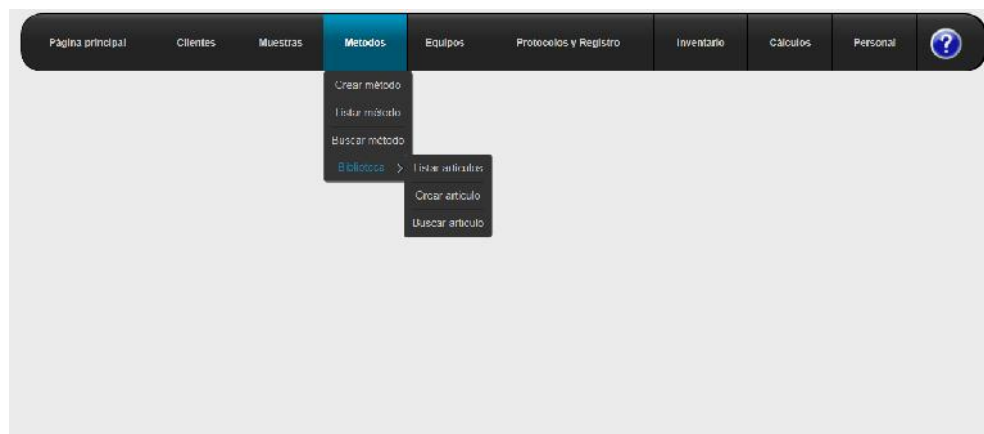 Página principal Clientes Muestras Métodos Equipos Protocolos y Registro Inventario Cálculos Personal ?
Crear método
Listar método
Buscar método
Biblioteca > Listar artículos
Crear artículo
Buscar artículo